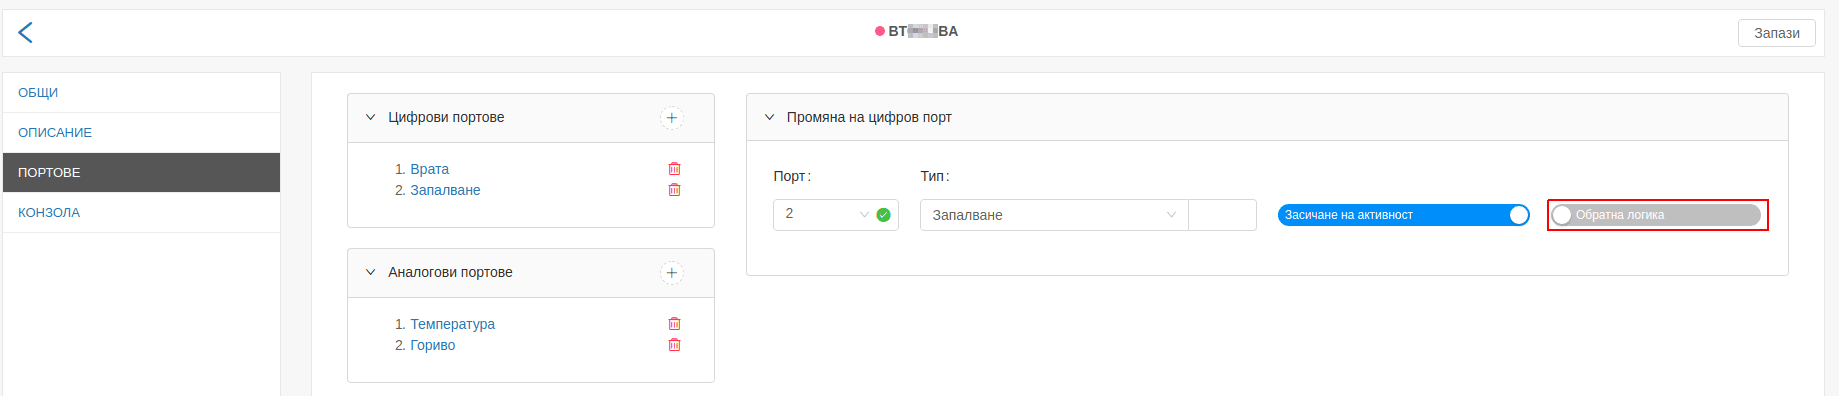 BT BA
Запази
ОБЩИ
ОПИСАНИЕ
ПОРТОВЕ
КОНЗОЛА
Цифрови портове
1. Врата
2. Запалване
Аналогови портове
1. Температура
2. Гориво
Промяна на цифров порт
Порт: Тип:
2 Запалване Засичане на активност Обратна логика